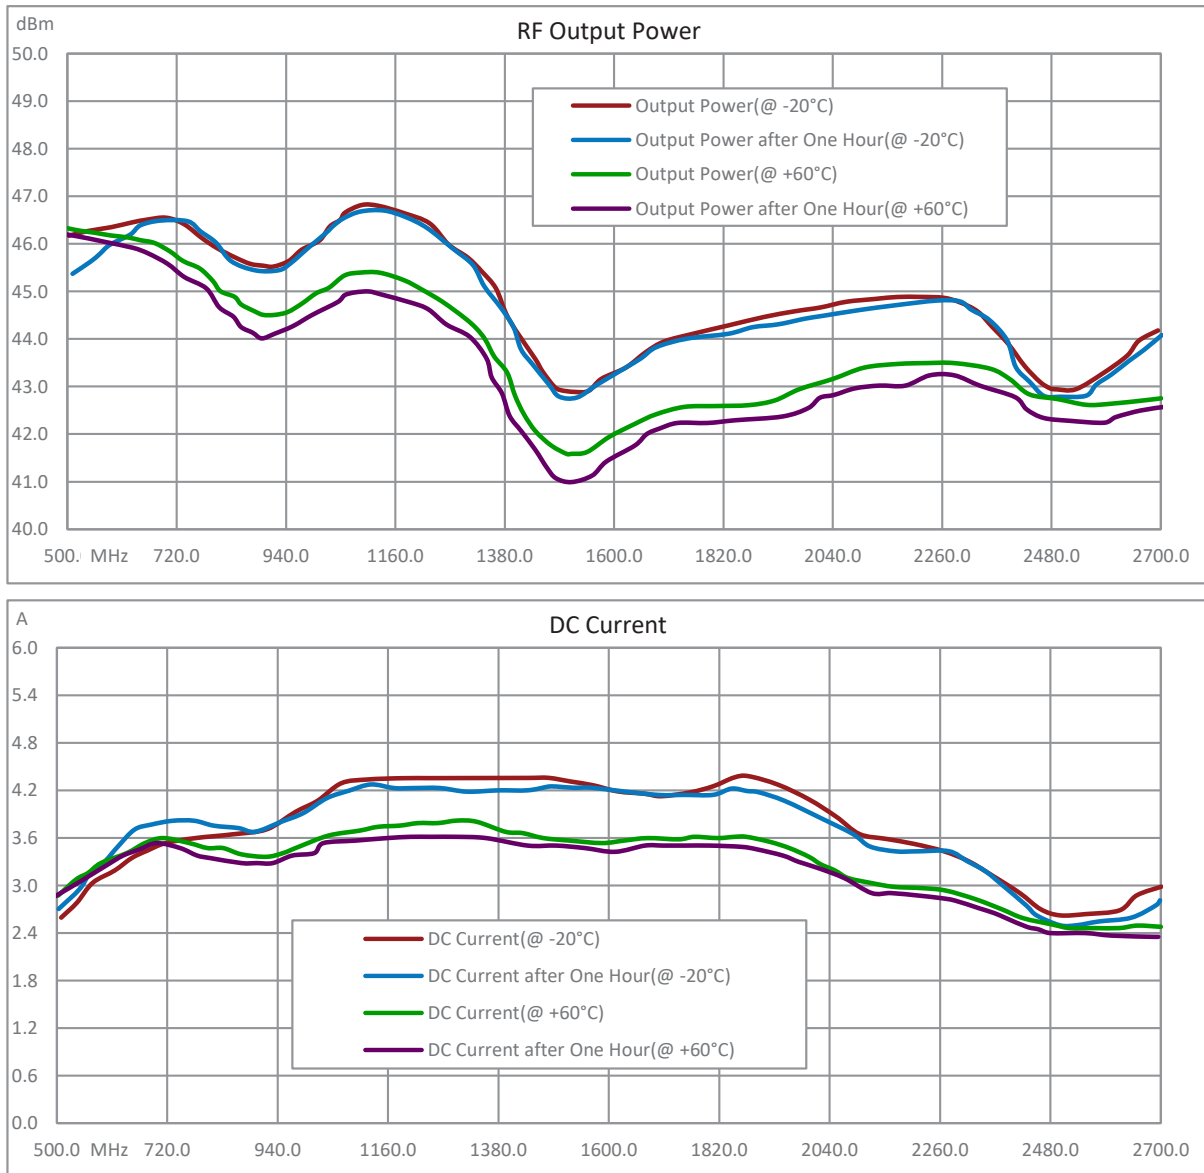 dBm
RF Output Power
50.0
49.0
48.0
47.0
46.0
45.0
44.0
43.0
42.0
41.0
40.0
Output Power(@ -20°C)
Output Power after One Hour(@ -20°C)
Output Power(@ +60°C)
Output Power after One Hour(@ +60°C)
500. MHz 720.0 940.0 1160.0 1380.0 1600.0 1820.0 2040.0 2260.0 2480.0 2700.0
A
DC Current
6.0
5.4
4.8
4.2
3.6
3.0
2.4
1.8
1.2
0.6
0.0
DC Current(@ -20°C)
DC Current after One Hour(@ -20°C)
DC Current(@ +60°C)
DC Current after One Hour(@ +60°C)
500.0 MHz 720.0 940.0 1160.0 1380.0 1600.0 1820.0 2040.0 2260.0 2480.0 2700.0